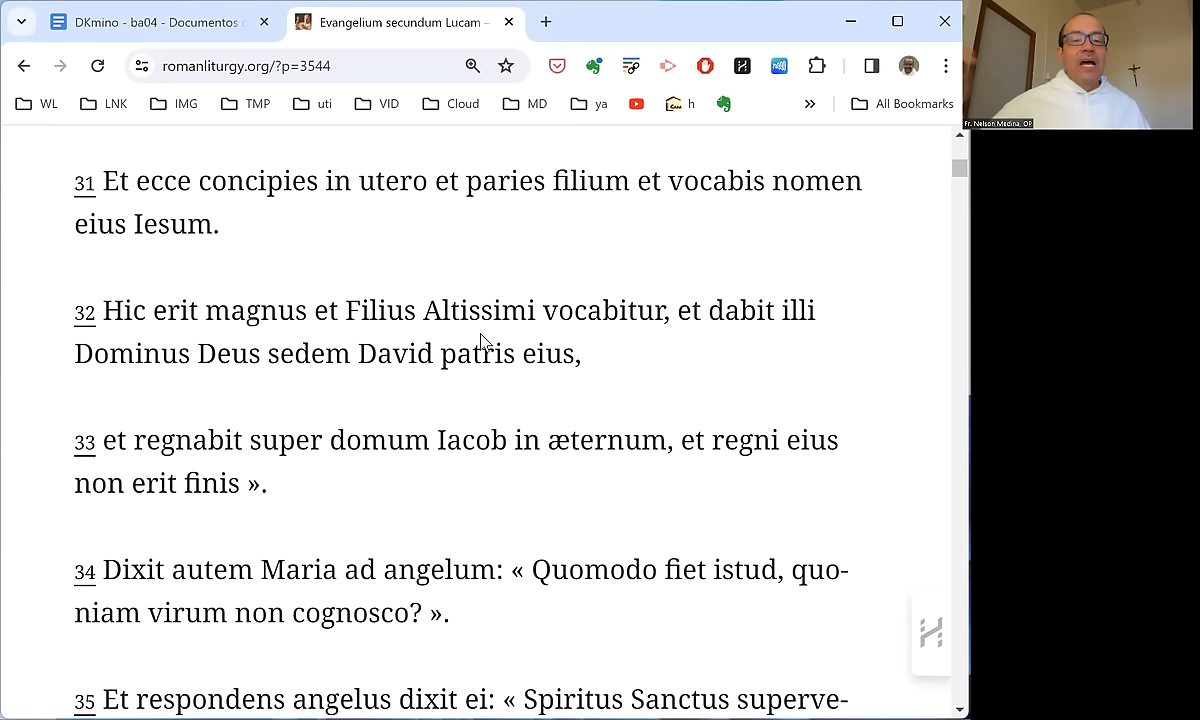 DKmino - ba04 - Documentos
Evangelium secundum Lucam –
romanliturgy.org/?p=3544
WL LNK IMG TMP uti VID Cloud MD ya h » All Bookmarks
Fr. Nelson Medina, OP
31 Et ecce concipies in utero et paries filium et vocabis nomen
eius Iesum.
32 Hic erit magnus et Filius Altissimi vocabitur, et dabit illi
Dominus Deus sedem David patris eius,
33 et regnabit super domum Iacob in æternum, et regni eius
non erit finis ».
34 Dixit autem Maria ad angelum: « Quomodo fiet istud, quo-
niam virum non cognosco? ».
35 Et respondens angelus dixit ei: « Spiritus Sanctus superve-